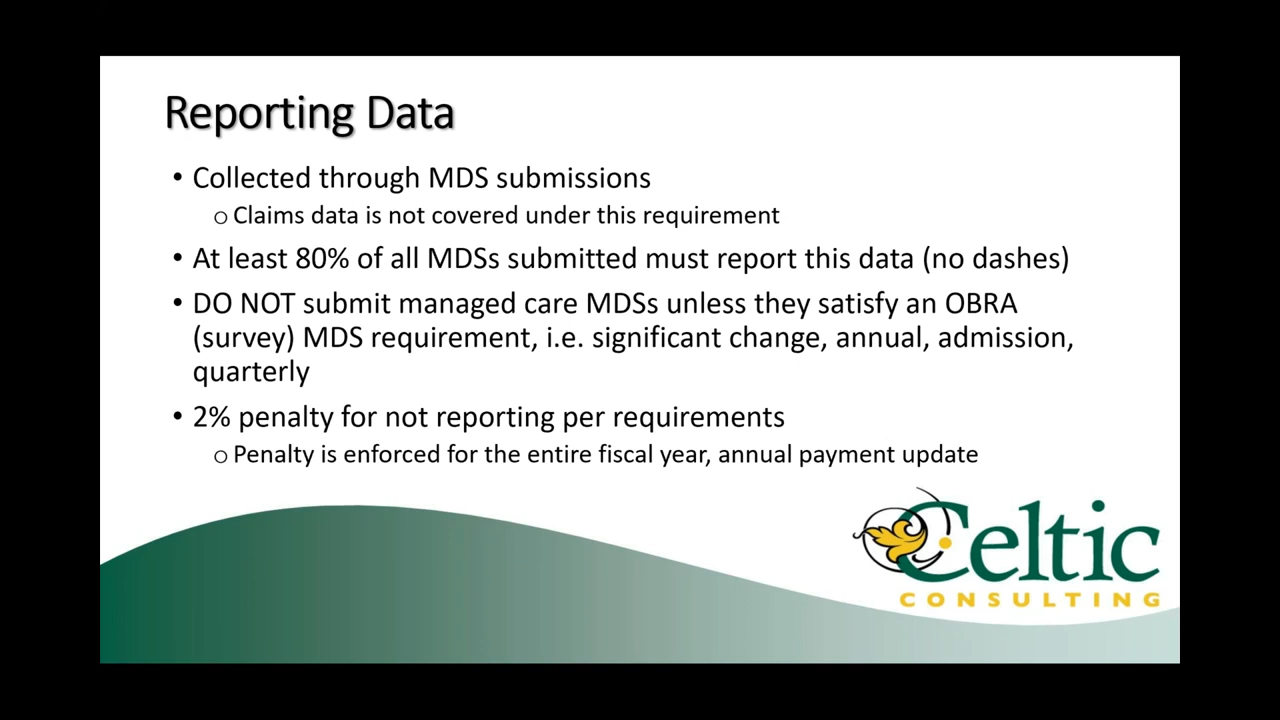 Reporting Data
• Collected through MDS submissions
o Claims data is not covered under this requirement
• At least 80% of all MDSs submitted must report this data (no dashes)
• DO NOT submit managed care MDSs unless they satisfy an OBRA
(survey) MDS requirement, i.e. significant change, annual, admission,
quarterly
• 2% penalty for not reporting per requirements
o Penalty is enforced for the entire fiscal year, annual payment update
Celtic
CONSULTING